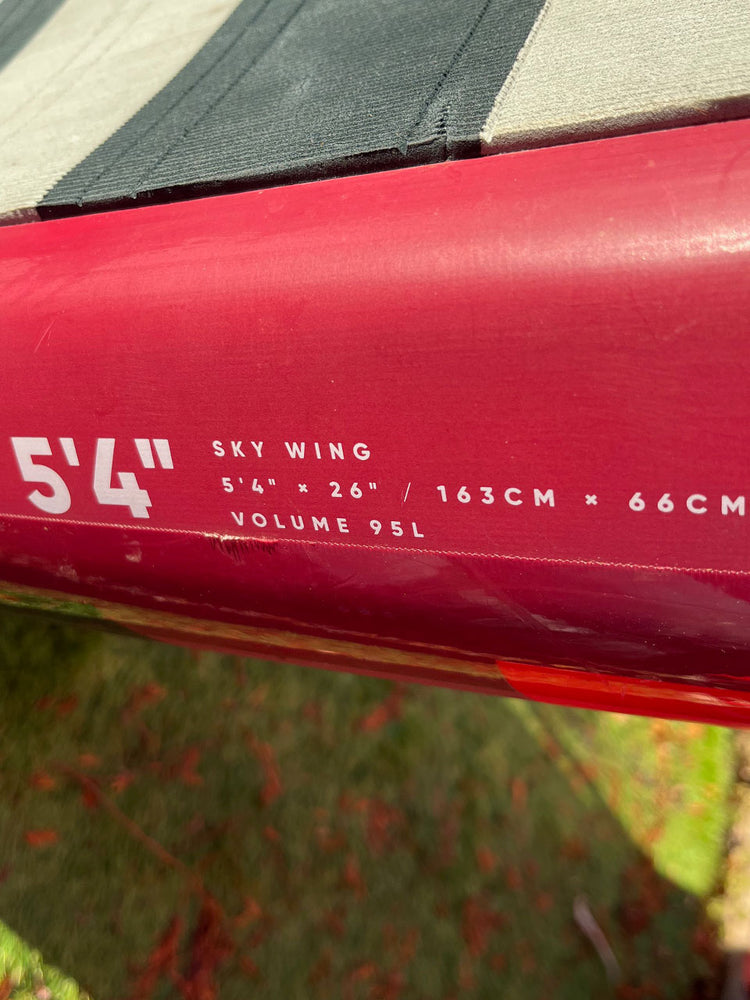 5'4"
SKY WING
5'4" × 26" / 163CM × 66CM
VOLUME 95L